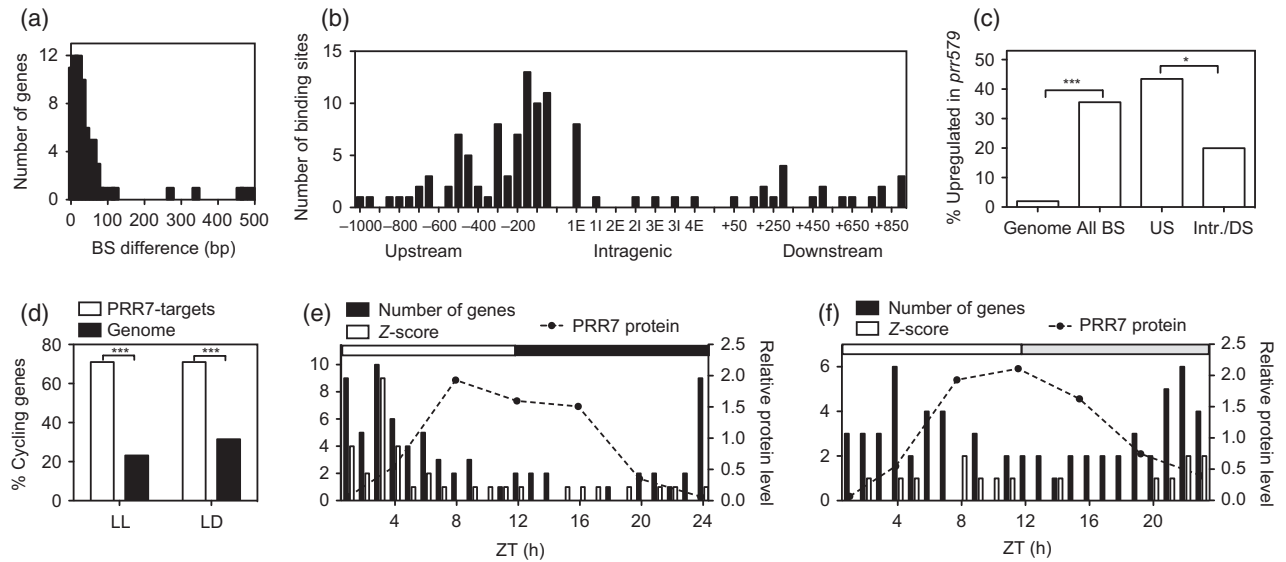 (a)
12
8
4
0
Number of genes
0 100 200 300 400 500
BS difference (bp)
(b)
15
10
5
0
Number of binding sites
–1000 –800 –600 –400 –200 1E 1I 2E 2I 3E 3I 4E +50 +250 +450 +650 +850
Upstream Intragenic Downstream
(c)
50
40
30
20
10
0
% Upregulated in prr579
***
*
Genome All BS US Intr./DS
(d)
PRR7-targets
Genome
80
60
40
20
0
% Cycling genes
*** ***
LL LD
(e)
Number of genes
Z-score
PRR7 protein
10
8
6
4
2
0
2.5
2.0
1.5
1.0
0.5
0.0
Relative protein level
4 8 12 16 20 24
ZT (h)
(f)
Number of genes
Z-score
PRR7 protein
6
4
2
0
2.5
2.0
1.5
1.0
0.5
0.0
Relative protein level
4 8 12 16 20
ZT (h)